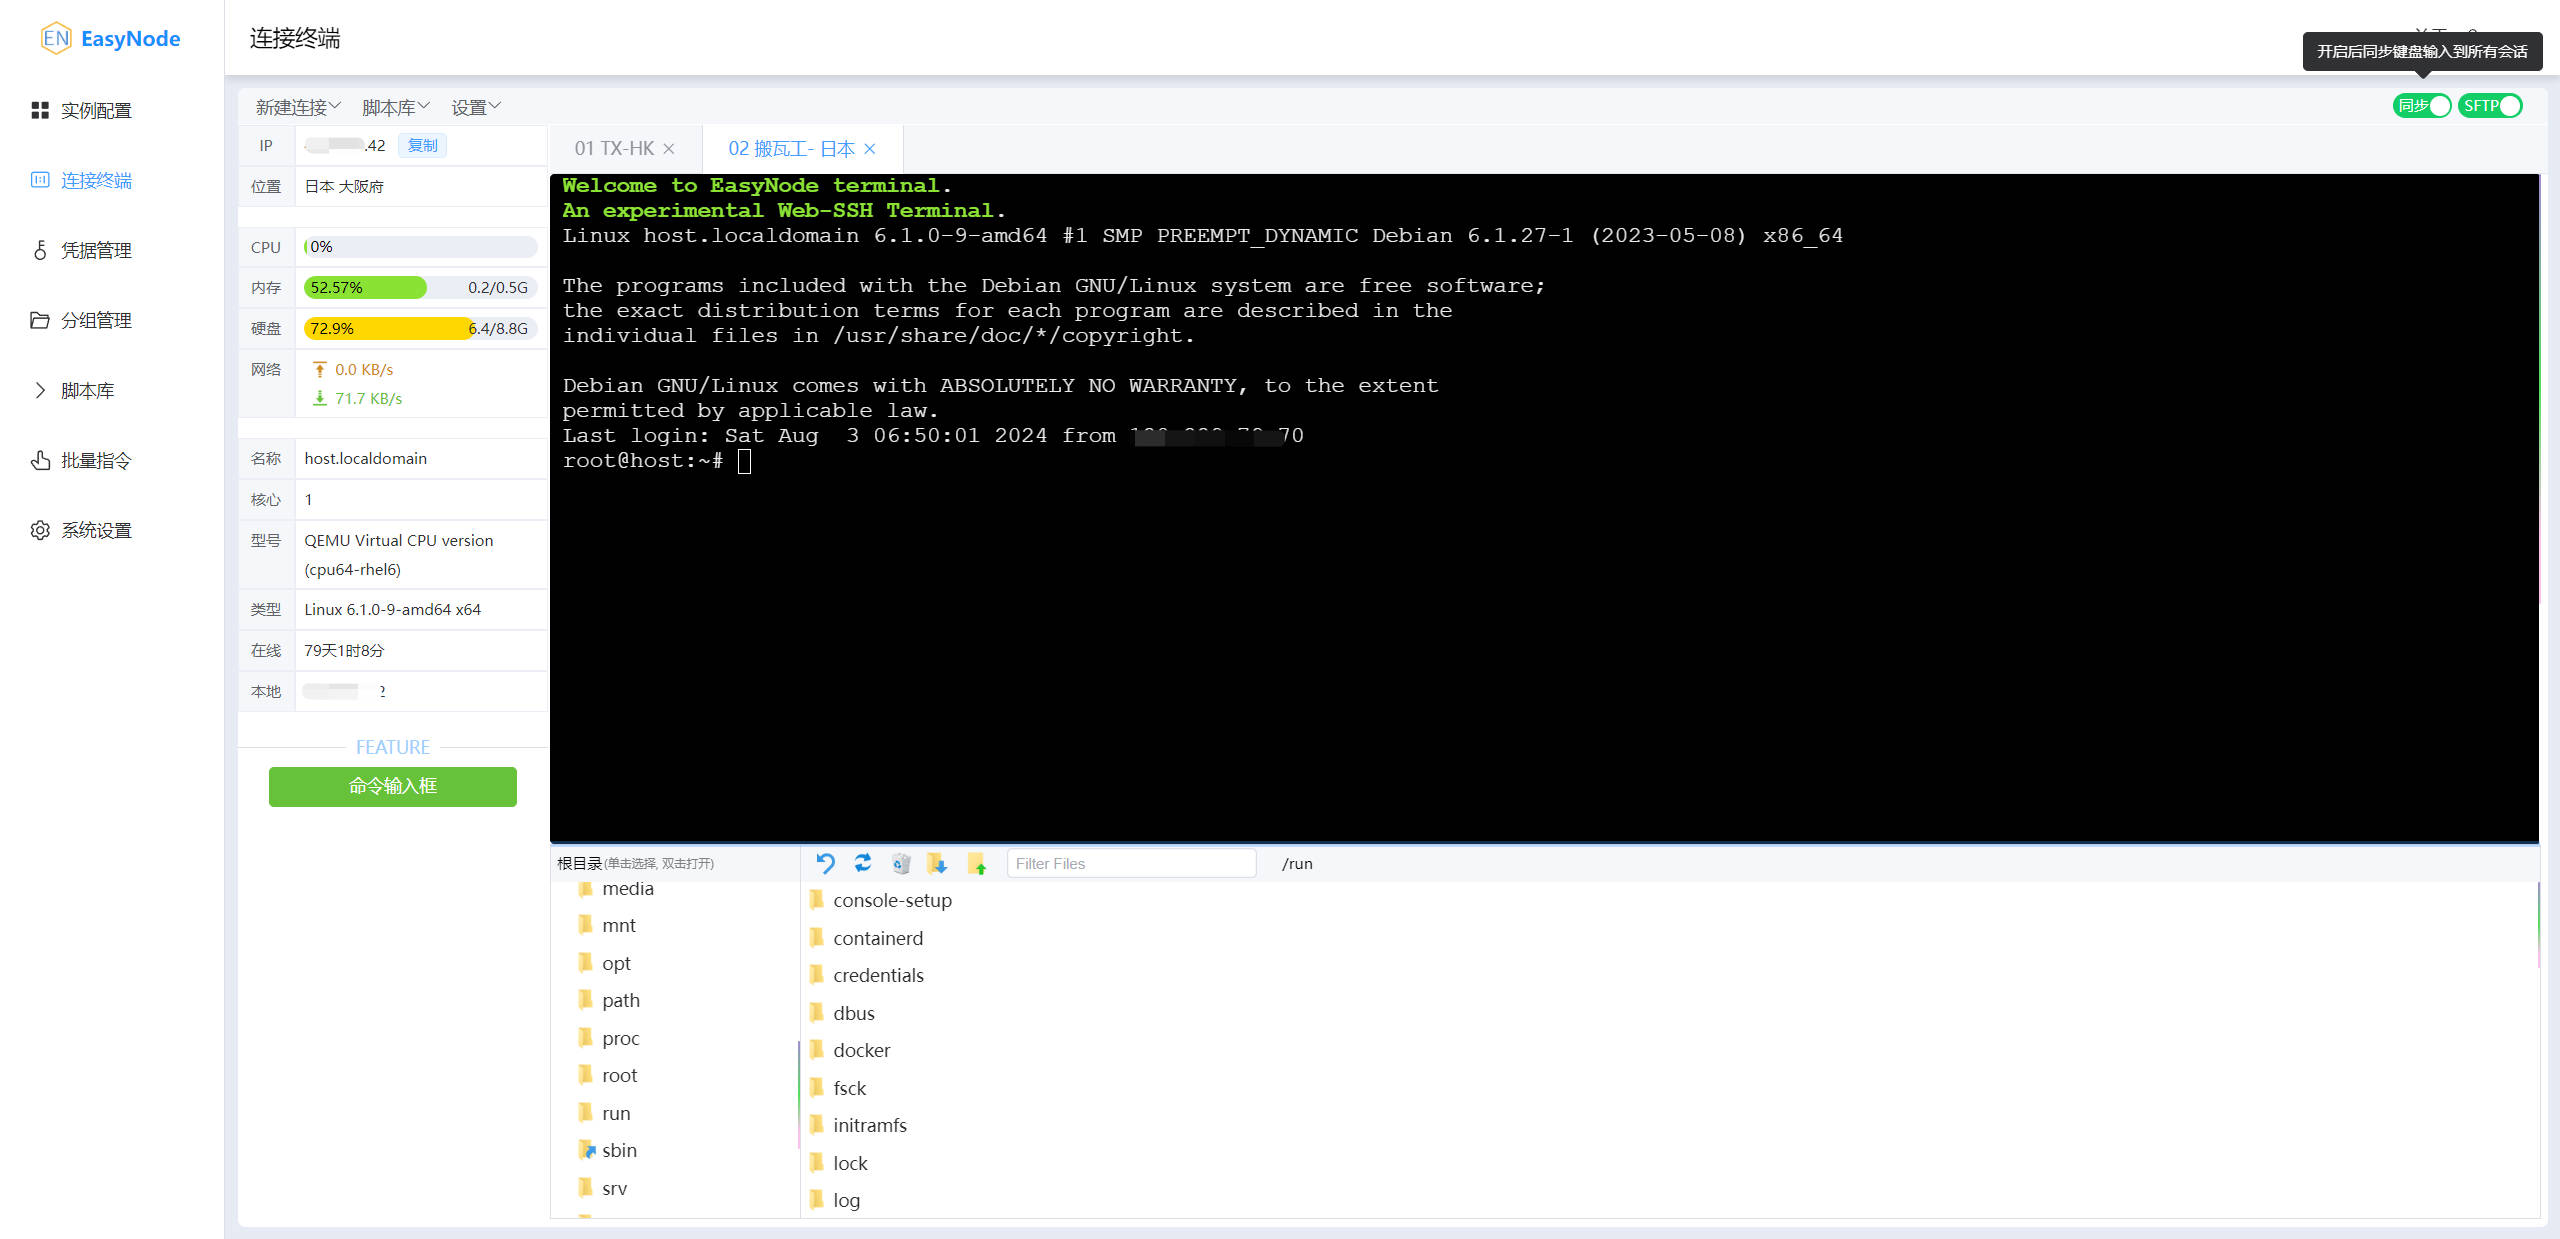 EN EasyNode
连接终端
开启后同步键盘输入到所有会话
实例配置
连接终端
凭据管理
分组管理
脚本库
批量指令
系统设置
新建连接 脚本库 设置
同步 SFTP
IP .42 复制
位置 日本 大阪府
CPU 0%
内存 52.57% 0.2/0.5G
硬盘 72.9% 6.4/8.8G
网络 0.0 KB/s
71.7 KB/s
名称 host.localdomain
核心 1
型号 QEMU Virtual CPU version
(cpu64-rhel6)
类型 Linux 6.1.0-9-amd64 x64
在线 79天1时8分
本地 2
FEATURE
命令输入框
01 TX-HK 02 搬瓦工- 日本
Welcome to EasyNode terminal.
An experimental Web-SSH Terminal.
Linux host.localdomain 6.1.0-9-amd64 #1 SMP PREEMPT_DYNAMIC Debian 6.1.27-1 (2023-05-08) x86_64
The programs included with the Debian GNU/Linux system are free software;
the exact distribution terms for each program are described in the
individual files in /usr/share/doc/*/copyright.
Debian GNU/Linux comes with ABSOLUTELY NO WARRANTY, to the extent
permitted by applicable law.
Last login: Sat Aug  3 06:50:01 2024 from 70
root@host:~#
根目录(单击选择, 双击打开)
Filter Files /run
media
mnt
opt
path
proc
root
run
sbin
srv
console-setup
containerd
credentials
dbus
docker
fsck
initramfs
lock
log